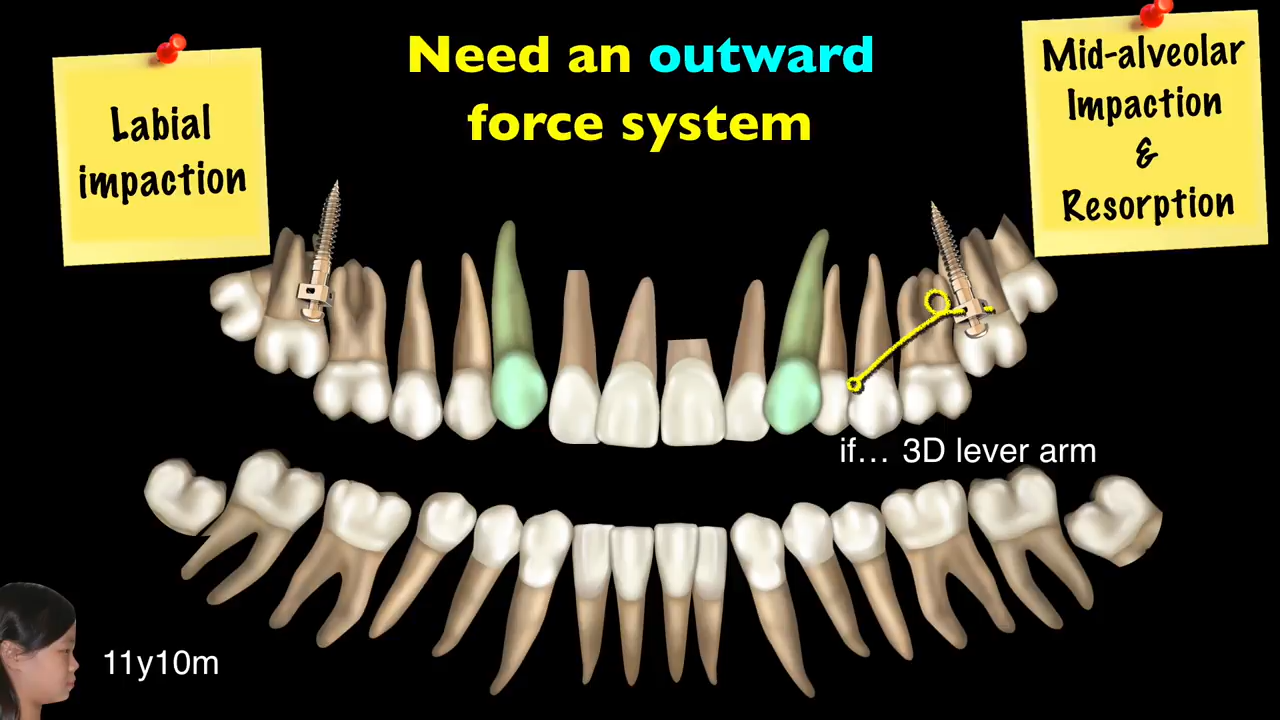 Need an outward
force system
Labial
impaction
Mid-alveolar
Impaction
&
Resorption
if... 3D lever arm
11y10m